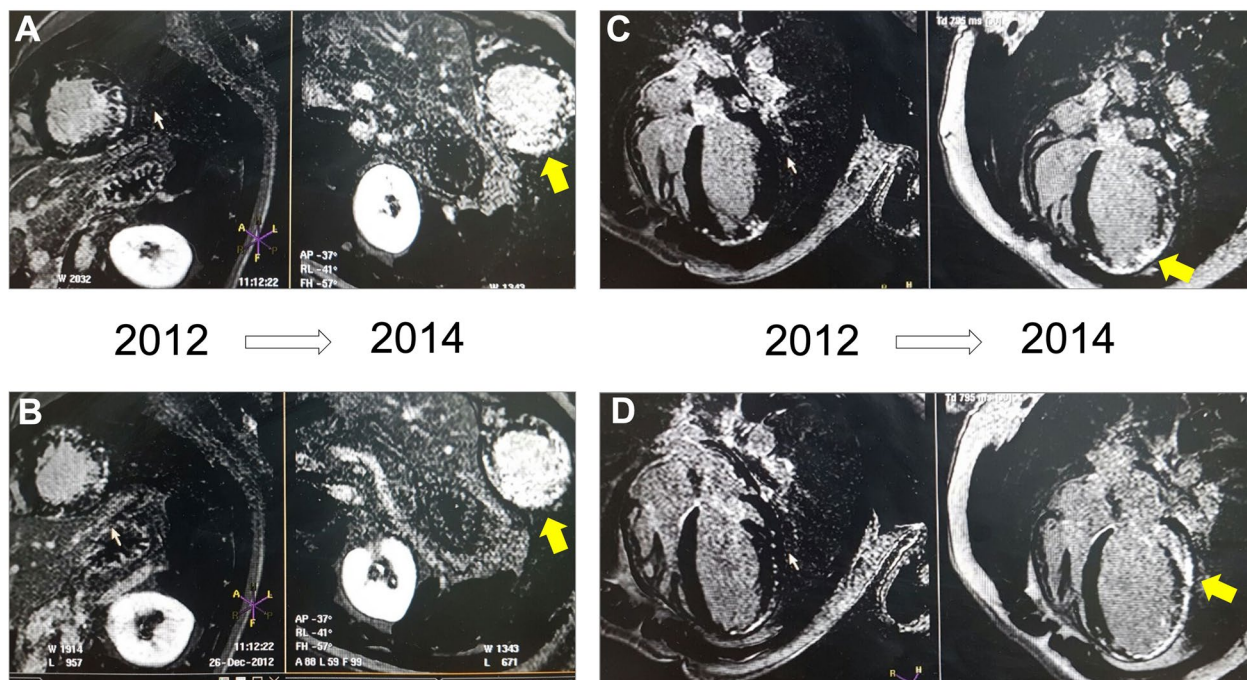 A
A
L
R
P
F
W 2032
11:12:22
AP -37°
RL -41°
FH -57°
W 1343
C
Td 795 ms
H
2012
2014
2012
2014
B
A
L
R
P
F
W 1914
L 957
11:12:22
26-Dec-2012
AP -37°
RL -41°
FH -57°
A 88 L 59 F 99
W 1343
L 671
D
Td 795 ms
R
H